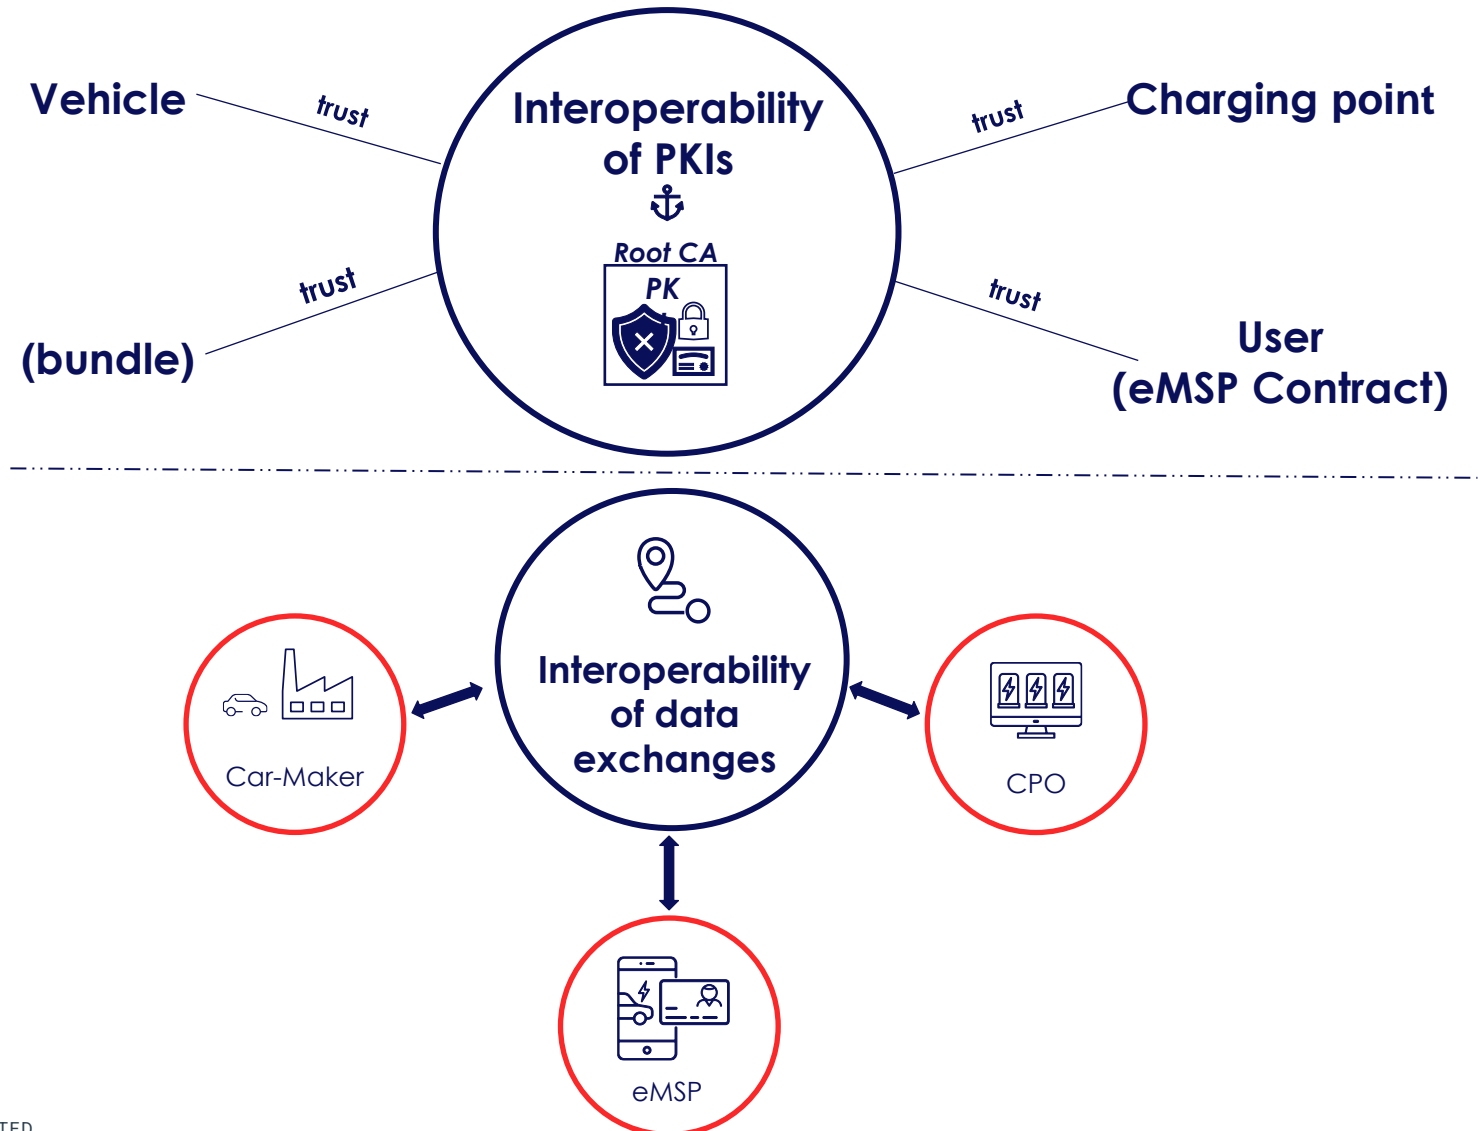 Vehicle
trust
Interoperability
of PKIs
trust
Charging point
Root CA
PK
trust
(bundle)
trust
User
(eMSP Contract)
Interoperability
of data
exchanges
Car-Maker
CPO
eMSP